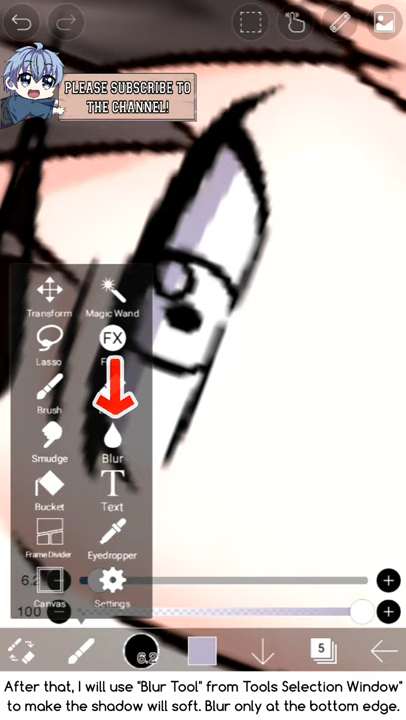 PLEASE SUBSCRIBE TO
THE CHANNEL!
Transform
Magic Wand
Lasso
FX
Brush
Smudge
Blur
T
Bucket
Text
Frame Divider
Eyedropper
6.2
Canvas
Settings
100
6.2
5
After that, I will use "Blur Tool" from Tools Selection Window"
to make the shadow will soft. Blur only at the bottom edge.